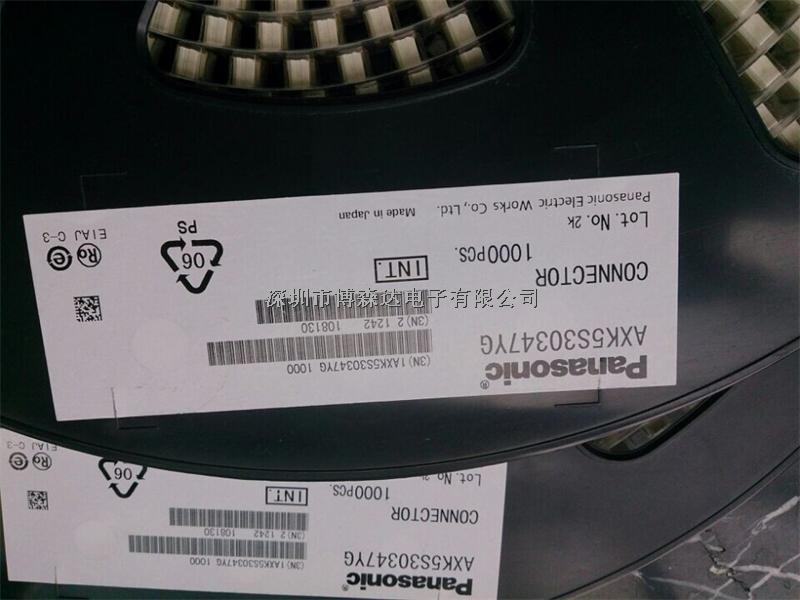 Panasonic®
AXK5S30347YG
(3N)1AXK5S30347YG 1000
(3N)2 1242 108130
CONNECTOR
INT.
1000PCS.
Lot. No. 2k
Panasonic Electric Works Co., Ltd. Made in Japan
06
PS
Ro e
EIAJ C-3
深圳市博森达电子有限公司
Panasonic
AXK5S30347YG
(3N)1AXK5S30347YG 1000
(3N)2 1242 108130
CONNECTOR
INT.
1000PCS.
Lot. No.
06
Ro e
EIAJ C-3